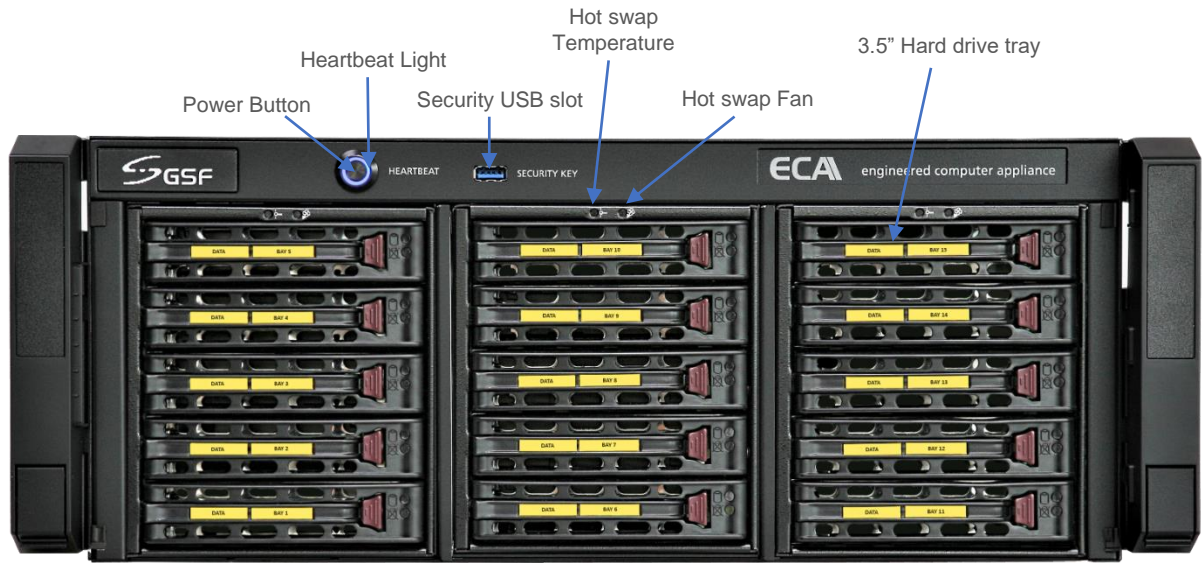 Hot swap
Temperature
3.5” Hard drive tray
Heartbeat Light
Power Button
Security USB slot
Hot swap Fan
GSF
HEARTBEAT
SECURITY KEY
ECA
engineered computer appliance
DATA BAY 5
DATA BAY 10
DATA BAY 15
DATA BAY 4
DATA BAY 9
DATA BAY 14
DATA BAY 3
DATA BAY 8
DATA BAY 13
DATA BAY 2
DATA BAY 7
DATA BAY 12
DATA BAY 1
DATA BAY 6
DATA BAY 11